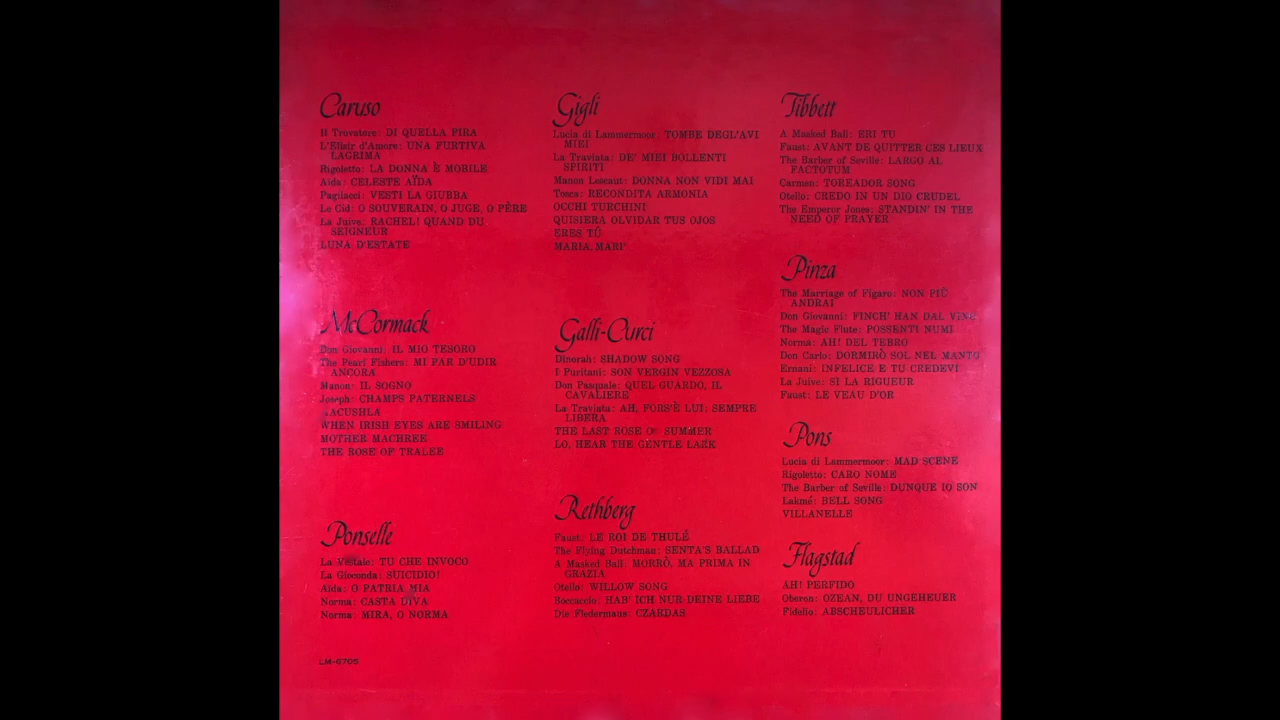 Caruso
Il Trovatore: DI QUELLA PIRA
L'Elisir d'Amore: UNA FURTIVA
LAGRIMA
Rigoletto: LA DONNA È MOBILE
Aïda: CELESTE AÏDA
Pagliacci: VESTI LA GIUBBA
Le Cid: O SOUVERAIN, O JUGE, O PÈRE
La Juive: RACHEL! QUAND DU
SEIGNEUR
LUNA D'ESTATE
McCormack
Don Giovanni: IL MIO TESORO
The Pearl Fishers: MI PAR D'UDIR
ANCORA
Manon: IL SOGNO
Joseph: CHAMPS PATERNELS
MACUSHLA
WHEN IRISH EYES ARE SMILING
MOTHER MACHREE
THE ROSE OF TRALEE
Ponselle
La Vestale: TU CHE INVOCO
La Gioconda: SUICIDIO!
Aïda: O PATRIA MIA
Norma: CASTA DIVA
Norma: MIRA, O NORMA
LM-6705
Gigli
Lucia di Lammermoor: TOMBE DEGL'AVI
MIEI
La Traviata: DE' MIEI BOLLENTI
SPIRITI
Manon Lescaut: DONNA NON VIDI MAI
Tosca: RECONDITA ARMONIA
OCCHI TURCHINI
QUISIERA OLVIDAR TUS OJOS
ERES TÚ
MARIA, MARI'
Galli-Curci
Dinorah: SHADOW SONG
I Puritani: SON VERGIN VEZZOSA
Don Pasquale: QUEL GUARDO, IL
CAVALIERE
La Traviata: AH, FORS'È LUI; SEMPRE
LIBERA
THE LAST ROSE OF SUMMER
LO, HEAR THE GENTLE LARK
Rethberg
Faust: LE ROI DE THULÉ
The Flying Dutchman: SENTA'S BALLAD
A Masked Ball: MORRÒ, MA PRIMA IN
GRAZIA
Otello: WILLOW SONG
Boccaccio: HAB' ICH NUR DEINE LIEBE
Die Fledermaus: CZARDAS
Tibbett
A Masked Ball: ERI TU
Faust: AVANT DE QUITTER CES LIEUX
The Barber of Seville: LARGO AL
FACTOTUM
Carmen: TOREADOR SONG
Otello: CREDO IN UN DIO CRUDEL
The Emperor Jones: STANDIN' IN THE
NEED OF PRAYER
Pinza
The Marriage of Figaro: NON PIÙ
ANDRAI
Don Giovanni: FINCH' HAN DAL VINO
The Magic Flute: POSSENTI NUMI
Norma: AH! DEL TEBRO
Don Carlo: DORMIRÒ SOL NEL MANTO
Ernani: INFELICE E TU CREDEVI
La Juive: SI LA RIGUEUR
Faust: LE VEAU D'OR
Pons
Lucia di Lammermoor: MAD SCENE
Rigoletto: CARO NOME
The Barber of Seville: DUNQUE IO SON
Lakmé: BELL SONG
VILLANELLE
Flagstad
AH! PERFIDO
Oberon: OZEAN, DU UNGEHEUER
Fidelio: ABSCHEULICHER